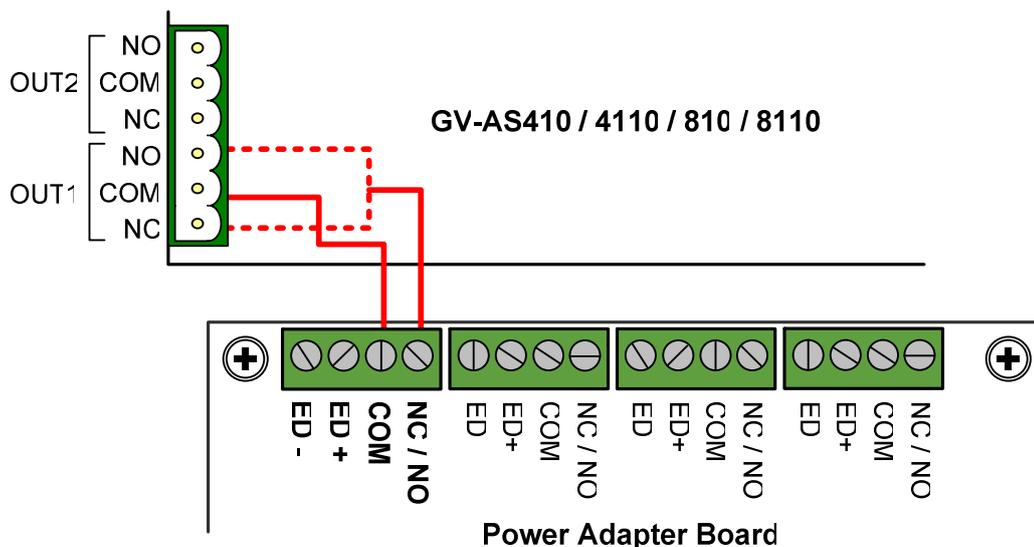 NO
OUT2
COM
NC
GV-AS410 / 4110 / 810 / 8110
NO
OUT1
COM
NC
ED -
ED +
COM
NC / NO
ED
ED+
COM
NC / NO
ED
ED+
COM
NC / NO
ED
ED+
COM
NC / NO
Power Adapter Board